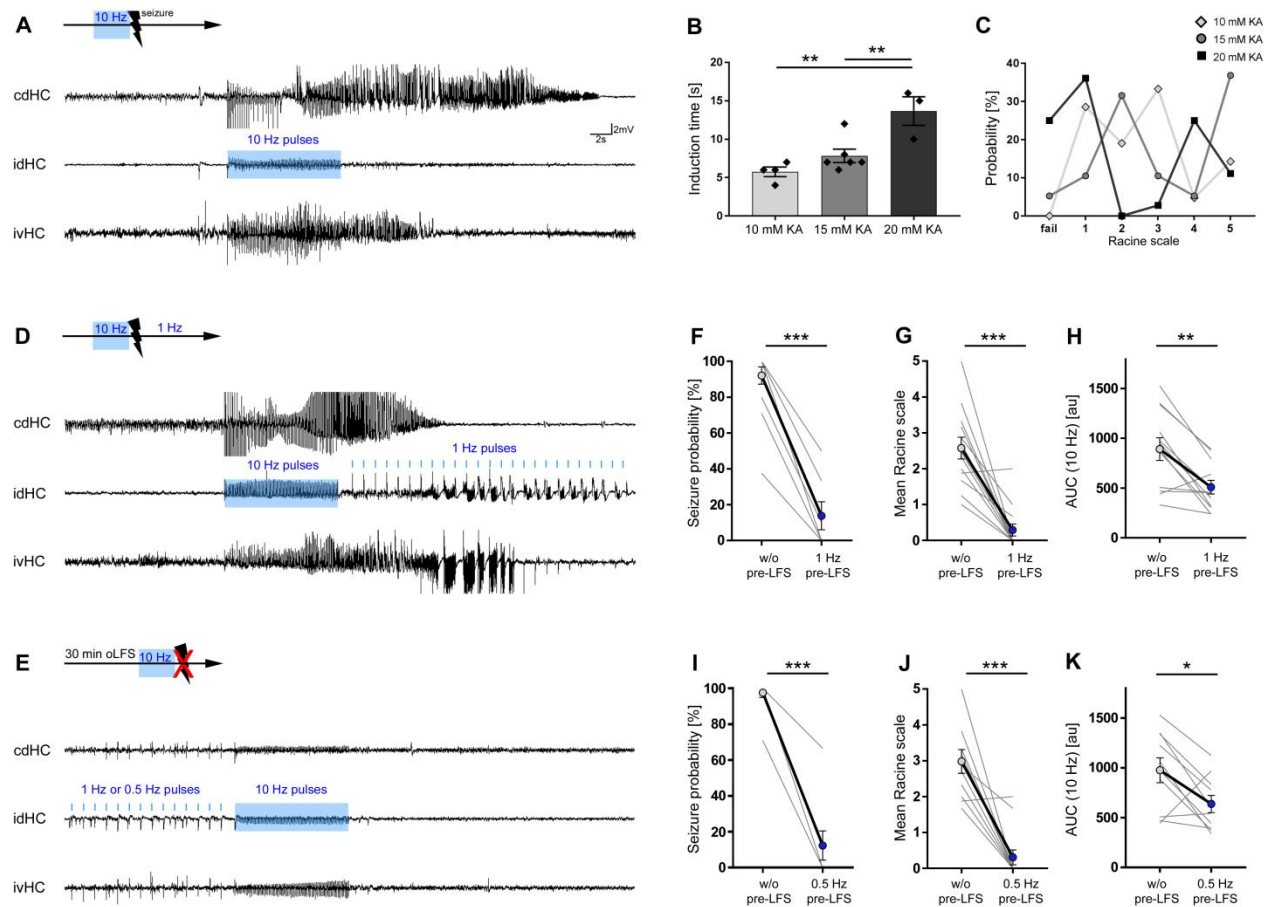 A
10 Hz
seizure
cdHC
2mV
2s
10 Hz pulses
idHC
ivHC
B
**
**
Induction time [s]
20
15
10
5
0
10 mM KA
15 mM KA
20 mM KA
C
10 mM KA
15 mM KA
20 mM KA
Probability [%]
40
30
20
10
0
fail
1
2
3
4
5
Racine scale
D
10 Hz
1 Hz
cdHC
10 Hz pulses
1 Hz pulses
idHC
ivHC
F
***
Seizure probability [%]
100
80
60
40
20
0
w/o
pre-LFS
1 Hz
pre-LFS
G
***
Mean Racine scale
5
4
3
2
1
0
w/o
pre-LFS
1 Hz
pre-LFS
H
**
AUC (10 Hz) [au]
1500
1000
500
0
w/o
pre-LFS
1 Hz
pre-LFS
E
30 min oLFS
10 Hz
cdHC
1 Hz or 0.5 Hz pulses
10 Hz pulses
idHC
ivHC
I
***
Seizure probability [%]
100
80
60
40
20
0
w/o
pre-LFS
0.5 Hz
pre-LFS
J
***
Mean Racine scale
5
4
3
2
1
0
w/o
pre-LFS
0.5 Hz
pre-LFS
K
*
AUC (10 Hz) [au]
1500
1000
500
0
w/o
pre-LFS
0.5 Hz
pre-LFS